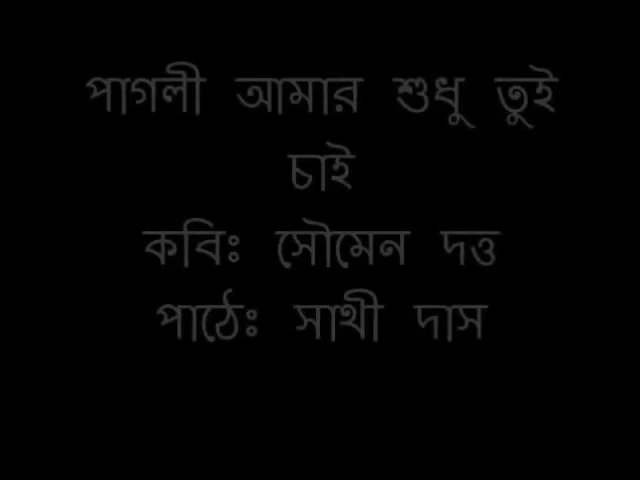 পাগলী আমার শুধু তুই
চাই
কবিঃ সৌমেন দত্ত
পাঠেঃ সাথী দাস